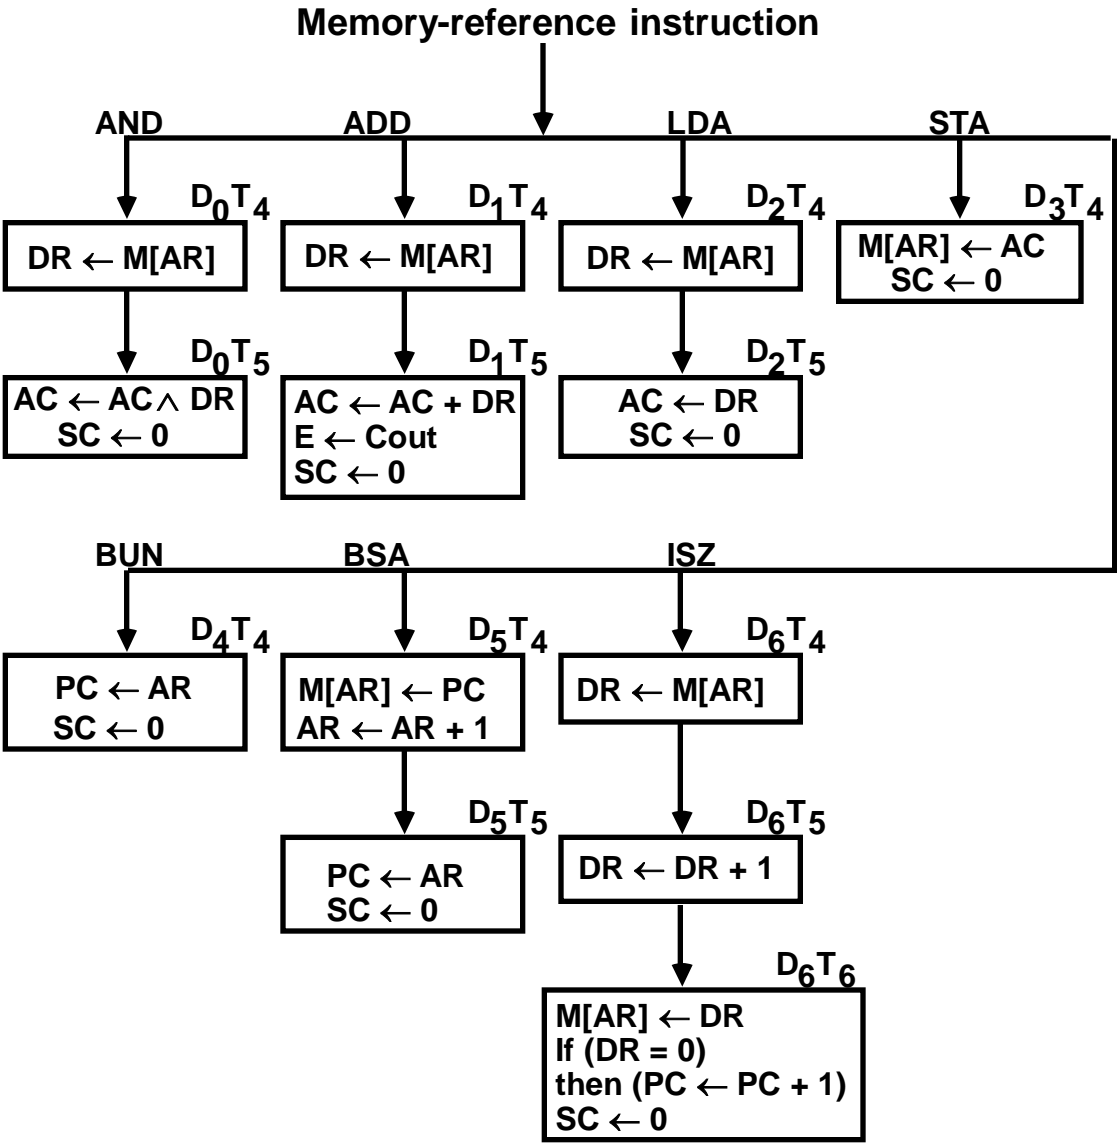 Memory-reference instruction
AND ADD LDA STA
D0T4 D1T4 D2T4 D3T4
DR ← M[AR]
DR ← M[AR]
DR ← M[AR]
M[AR] ← AC
SC ← 0
D0T5 D1T5 D2T5
AC ← AC ∧ DR
SC ← 0
AC ← AC + DR
E ← Cout
SC ← 0
AC ← DR
SC ← 0
BUN BSA ISZ
D4T4 D5T4 D6T4
PC ← AR
SC ← 0
M[AR] ← PC
AR ← AR + 1
DR ← M[AR]
D5T5 D6T5
PC ← AR
SC ← 0
DR ← DR + 1
D6T6
M[AR] ← DR
If (DR = 0)
then (PC ← PC + 1)
SC ← 0